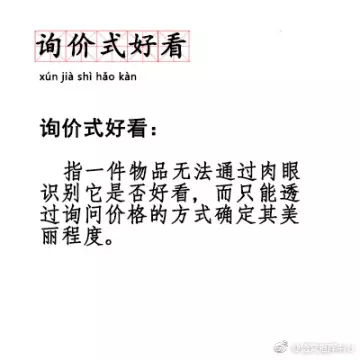 询价式好看
xún jià shì hǎo kàn
询价式好看：
指一件物品无法通过肉眼
识别它是否好看，而只能透
过询问价格的方式确定其美
丽程度。